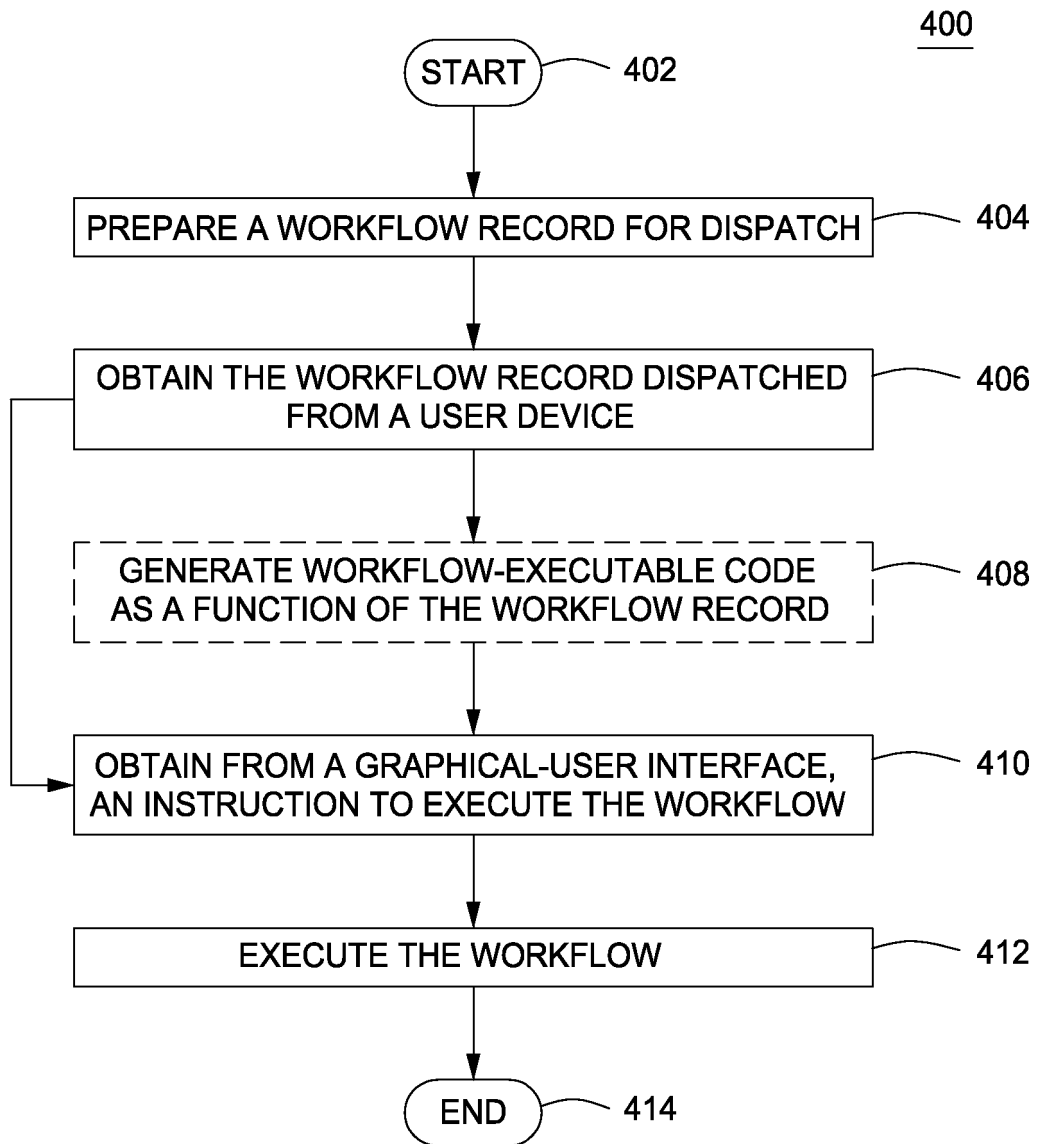 400
START
402
PREPARE A WORKFLOW RECORD FOR DISPATCH
404
OBTAIN THE WORKFLOW RECORD DISPATCHED
FROM A USER DEVICE
406
GENERATE WORKFLOW-EXECUTABLE CODE
AS A FUNCTION OF THE WORKFLOW RECORD
408
OBTAIN FROM A GRAPHICAL-USER INTERFACE,
AN INSTRUCTION TO EXECUTE THE WORKFLOW
410
EXECUTE THE WORKFLOW
412
END
414